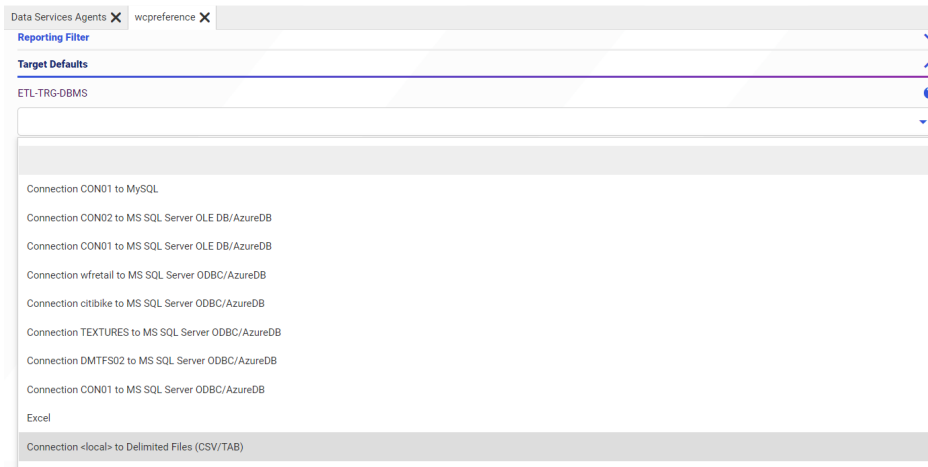 Data Services Agents wcpreference
Reporting Filter
Target Defaults
ETL-TRG-DBMS
Connection CON01 to MySQL
Connection CON02 to MS SQL Server OLE DB/AzureDB
Connection CON01 to MS SQL Server OLE DB/AzureDB
Connection wfretail to MS SQL Server ODBC/AzureDB
Connection citibike to MS SQL Server ODBC/AzureDB
Connection TEXTURES to MS SQL Server ODBC/AzureDB
Connection DMTFS02 to MS SQL Server ODBC/AzureDB
Connection CON01 to MS SQL Server ODBC/AzureDB
Excel
Connection <local> to Delimited Files (CSV/TAB)